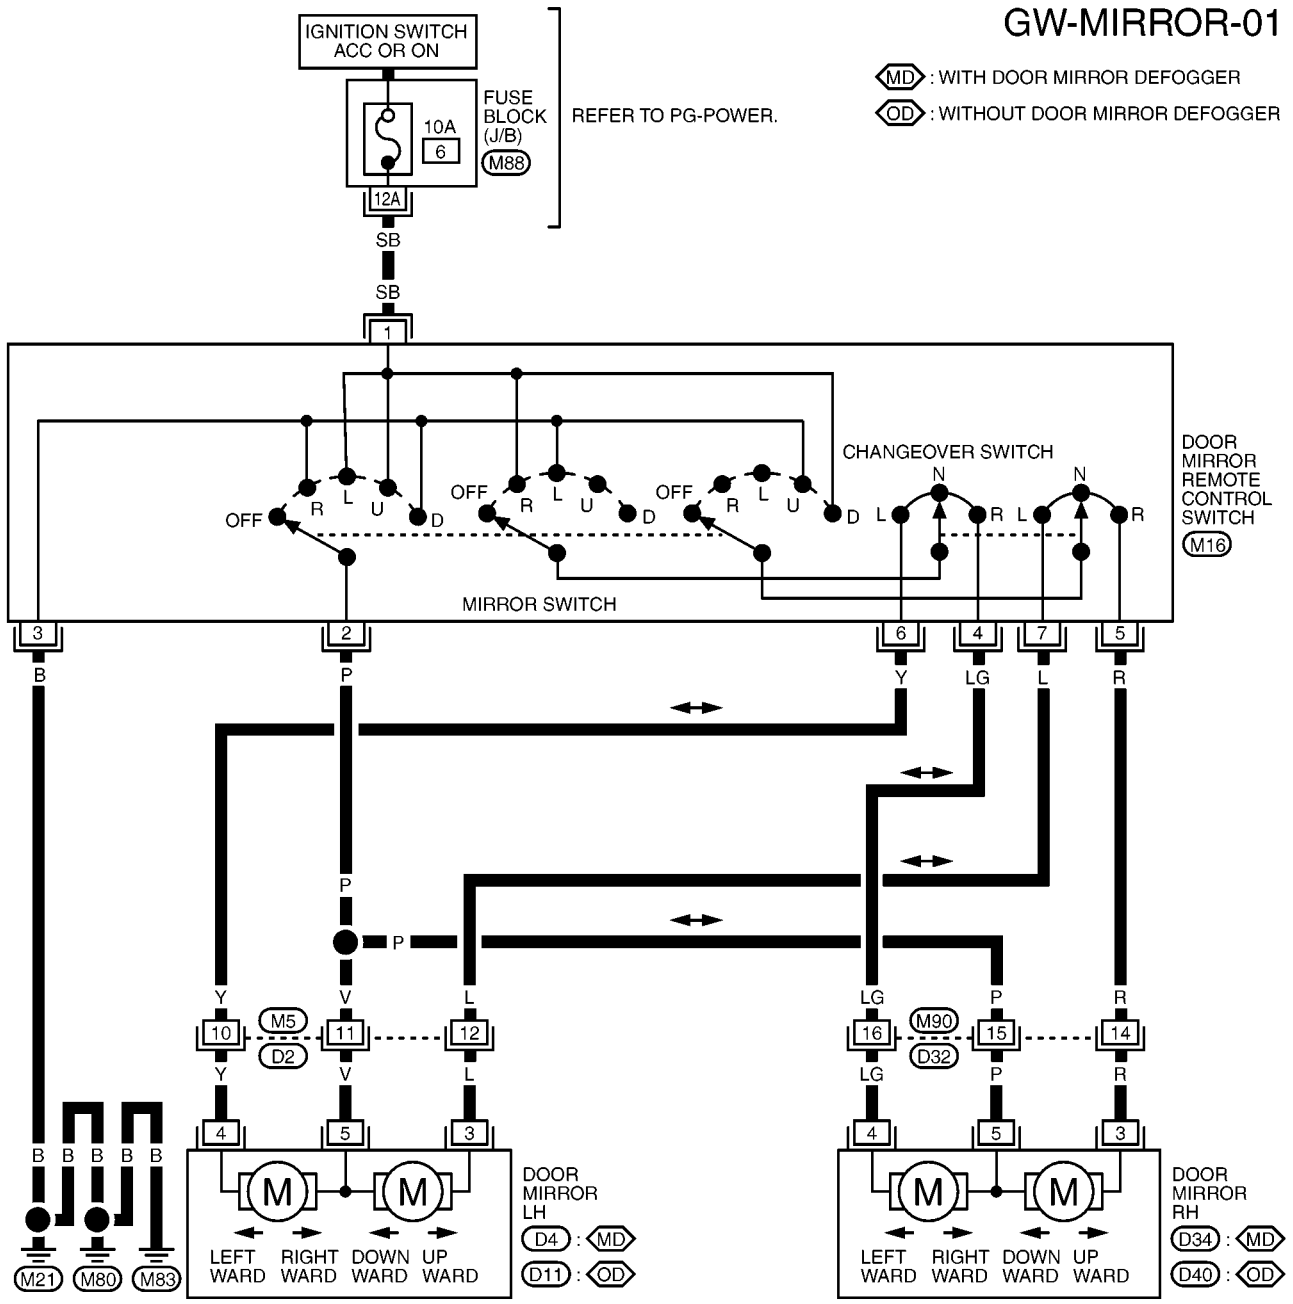 GW-MIRROR-01
IGNITION SWITCH
ACC OR ON
MD : WITH DOOR MIRROR DEFOGGER
OD : WITHOUT DOOR MIRROR DEFOGGER
FUSE
BLOCK
(J/B)
M88
10A
6
REFER TO PG-POWER.
12A
SB
SB
1
CHANGEOVER SWITCH
DOOR
MIRROR
REMOTE
CONTROL
SWITCH
M16
OFF R L U D
OFF R L U D
OFF R L U D
L N R
L N R
MIRROR SWITCH
3 2 6 4 7 5
B P Y LG L R
P
P
Y V L LG P R
10 M5 11 12 16 M90 15 14
D2 D32
Y V L LG P R
4 5 3 4 5 3
B B B B B
M M M M
DOOR
MIRROR
LH
D4 : MD
D11 : OD
DOOR
MIRROR
RH
D34 : MD
D40 : OD
LEFT RIGHT DOWN UP
WARD WARD WARD WARD
LEFT RIGHT DOWN UP
WARD WARD WARD WARD
M21 M80 M83